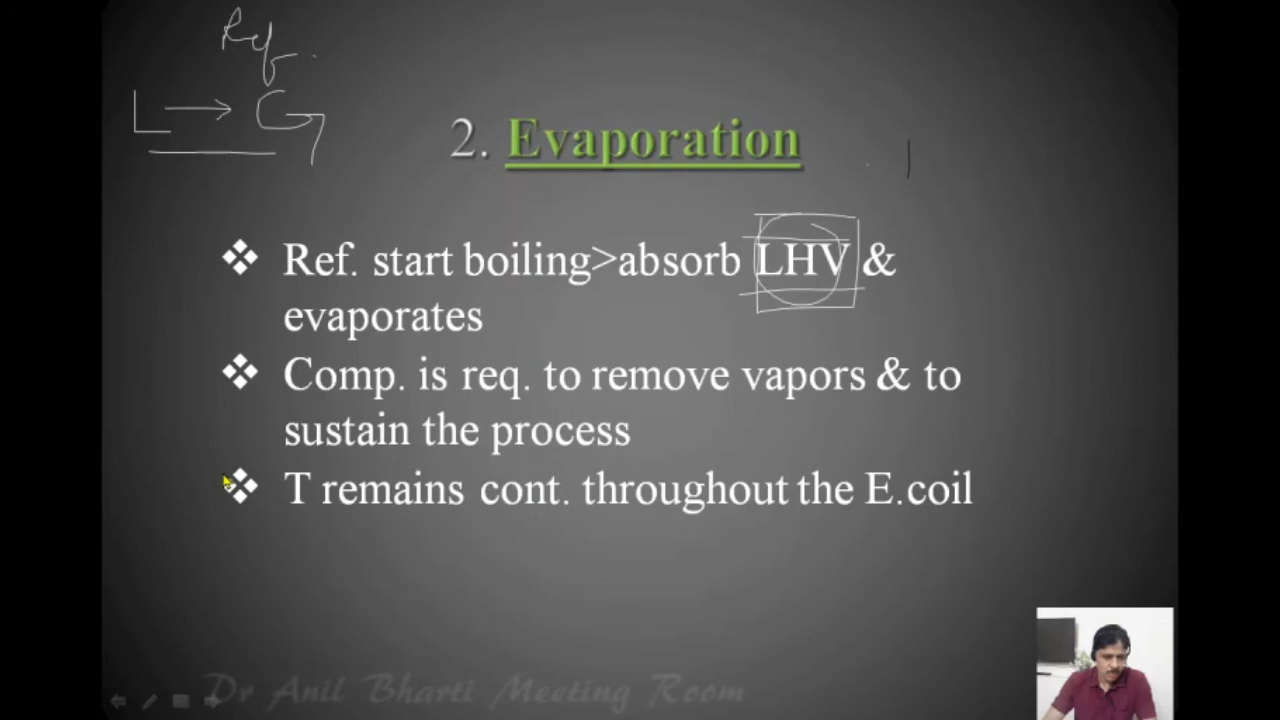 Ref.
L → G
2. Evaporation
❖ Ref. start boiling>absorb LHV &
evaporates
❖ Comp. is req. to remove vapors & to
sustain the process
❖ T remains cont. throughout the E.coil
Dr Anil Bharti Meeting Room